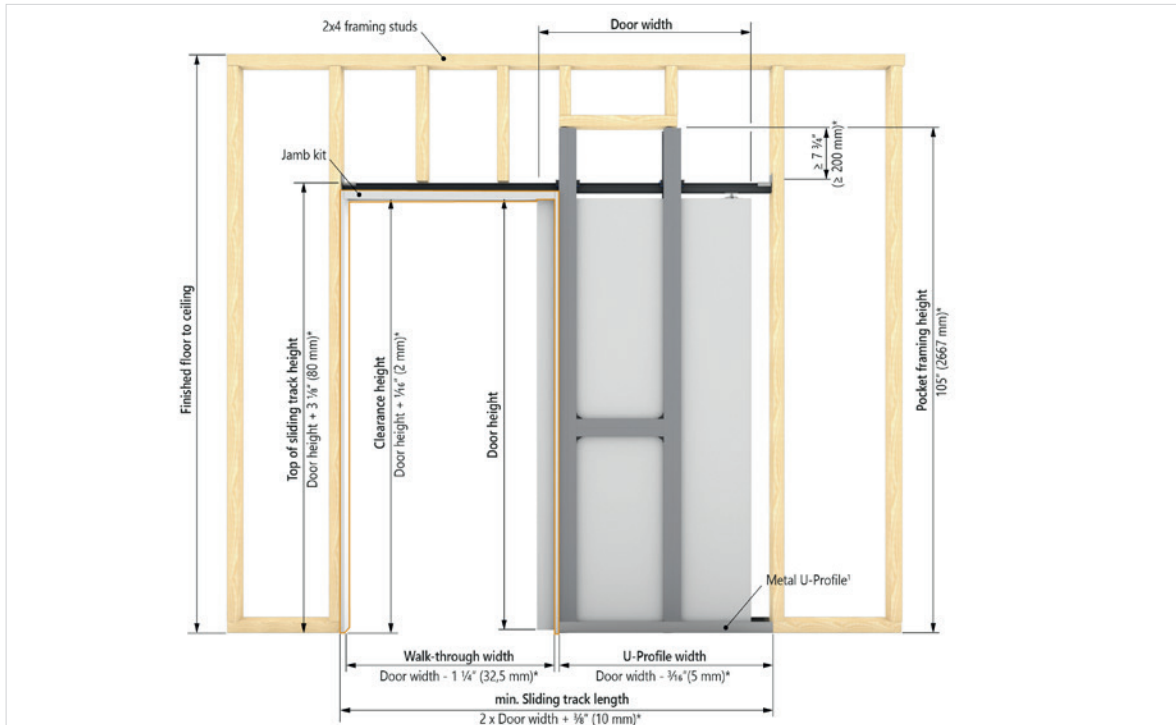 2x4 framing studs
Door width
Jamb kit
≥ 7 ¾"
(≥ 200 mm)*
Finished floor to ceiling
Top of sliding track height
Door height + 3 ⅛" (80 mm)*
Clearance height
Door height + ¹⁄₁₆" (2 mm)*
Door height
Pocket framing height
105" (2667 mm)*
Metal U-Profile¹
Walk-through width
Door width - 1 ¼" (32,5 mm)*
U-Profile width
Door width - ³⁄₁₆"(5 mm)*
min. Sliding track length
2 x Door width + ⅜" (10 mm)*